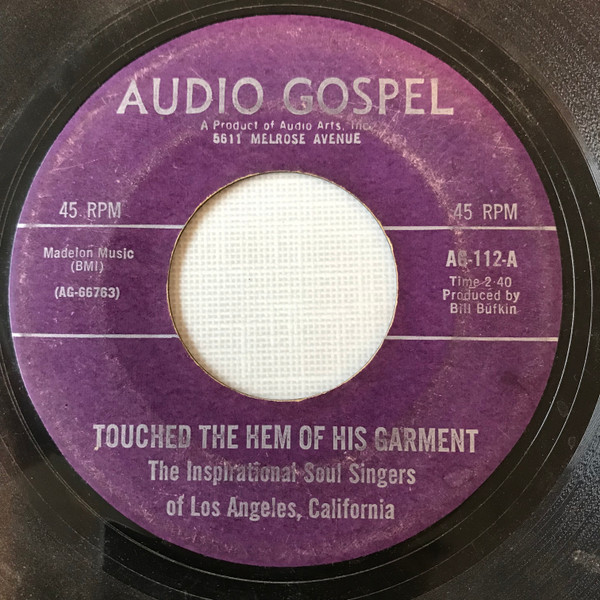 AUDIO GOSPEL
A Product of Audio Arts, Inc.
5611 MELROSE AVENUE
45 RPM
45 RPM
Madelon Music
(BMI)
(AG-66763)
AG-112-A
Time 2:40
Produced by
Bill Bufkin
TOUCHED THE HEM OF HIS GARMENT
The Inspirational Soul Singers
of Los Angeles, California